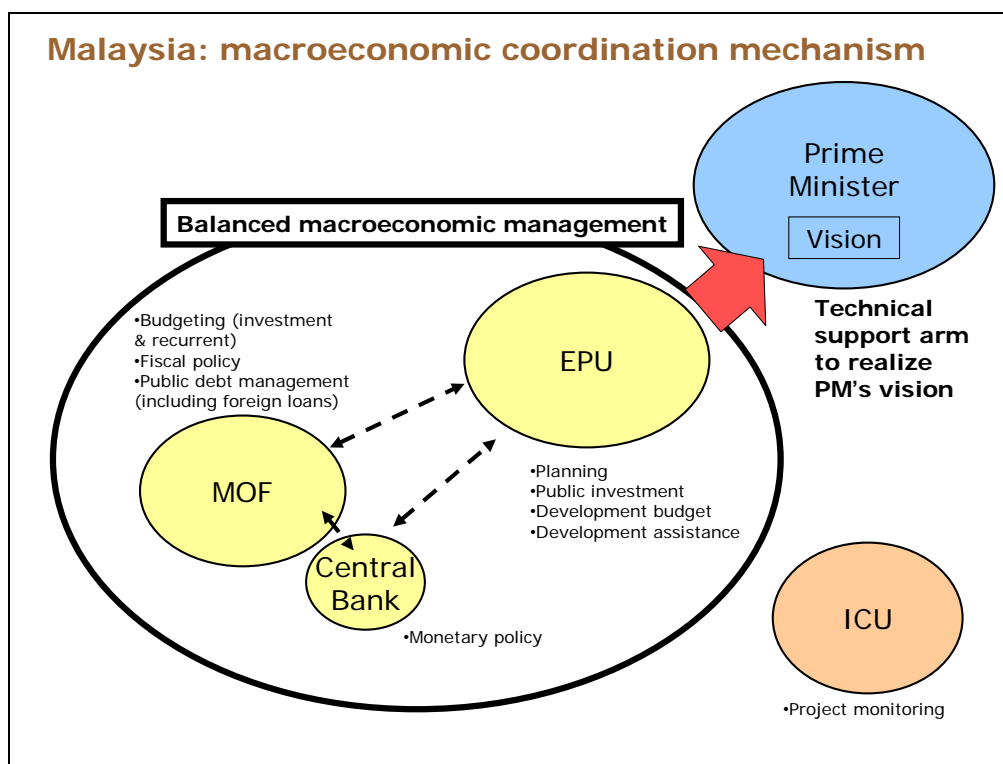 Malaysia: macroeconomic coordination mechanism
Prime
Minister
Vision
Balanced macroeconomic management
Technical
support arm
to realize
PM's vision
•Budgeting (investment
& recurrent)
•Fiscal policy
•Public debt management
(including foreign loans)
EPU
MOF
•Planning
•Public investment
•Development budget
•Development assistance
Central
Bank
•Monetary policy
ICU
•Project monitoring